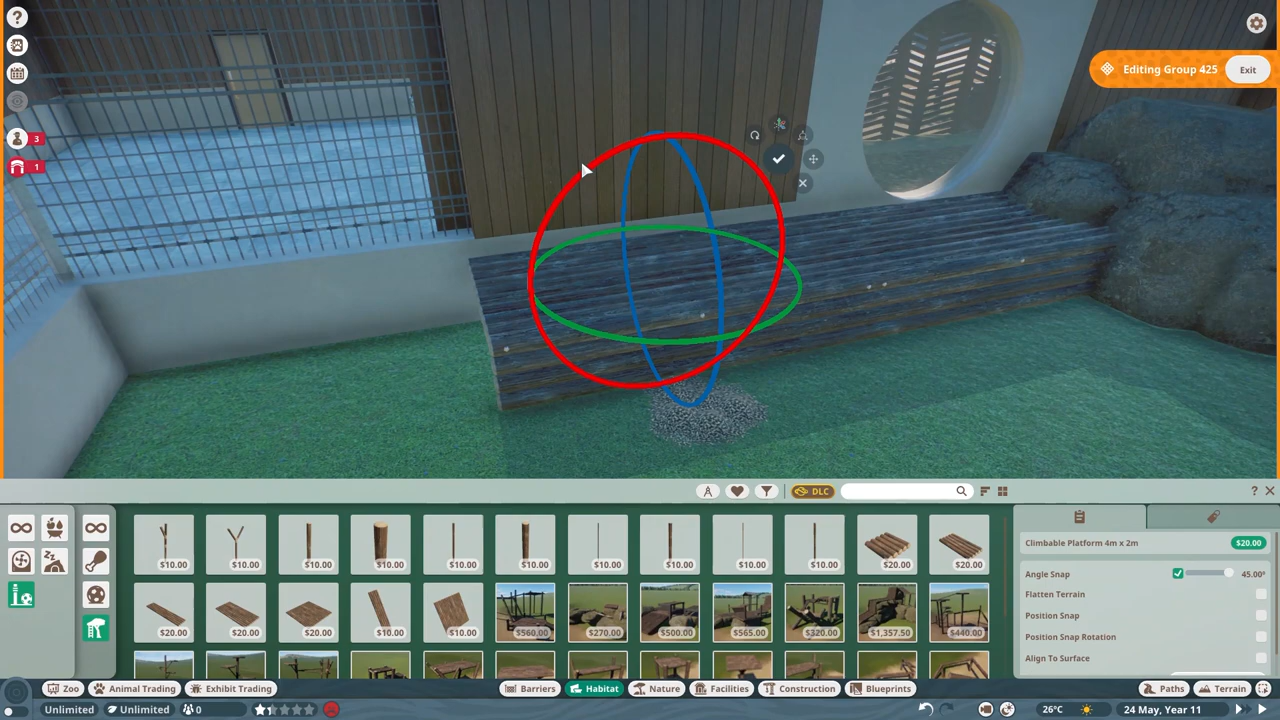 ?
Editing Group 425
Exit
3
1
DLC
?
$10.00 $10.00 $10.00 $10.00 $10.00 $10.00 $10.00 $10.00 $10.00 $10.00 $20.00 $20.00
Climbable Platform 4m x 2m $20.00
Angle Snap 45.00°
Flatten Terrain
Position Snap
Position Snap Rotation
Align To Surface
$20.00 $20.00 $20.00 $10.00 $10.00 $560.00 $270.00 $500.00 $565.00 $320.00 $1,357.50 $440.00
Zoo Animal Trading Exhibit Trading Barriers Habitat Nature Facilities Construction Blueprints Paths Terrain
Unlimited Unlimited 0 26°C 24 May, Year 11